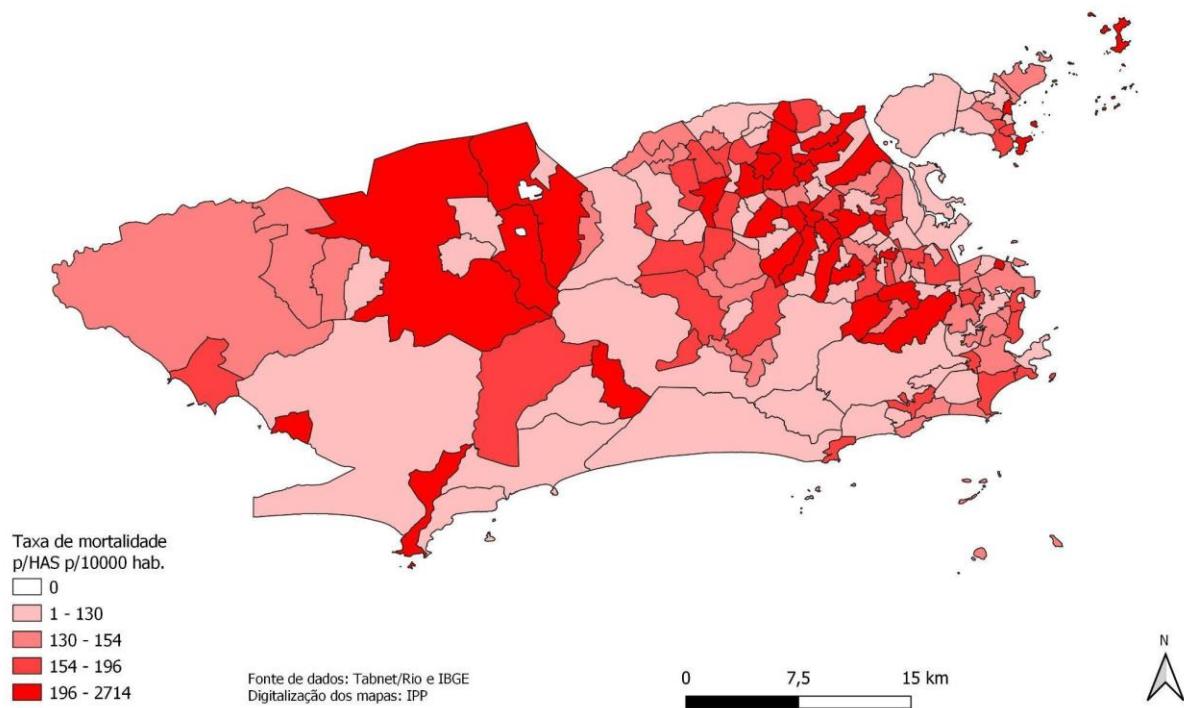 Taxa de mortalidade
p/HAS p/10000 hab.
0
1 - 130
130 - 154
154 - 196
196 - 2714
Fonte de dados: Tabnet/Rio e IBGE
Digitalização dos mapas: IPP
0 7,5 15 km
N